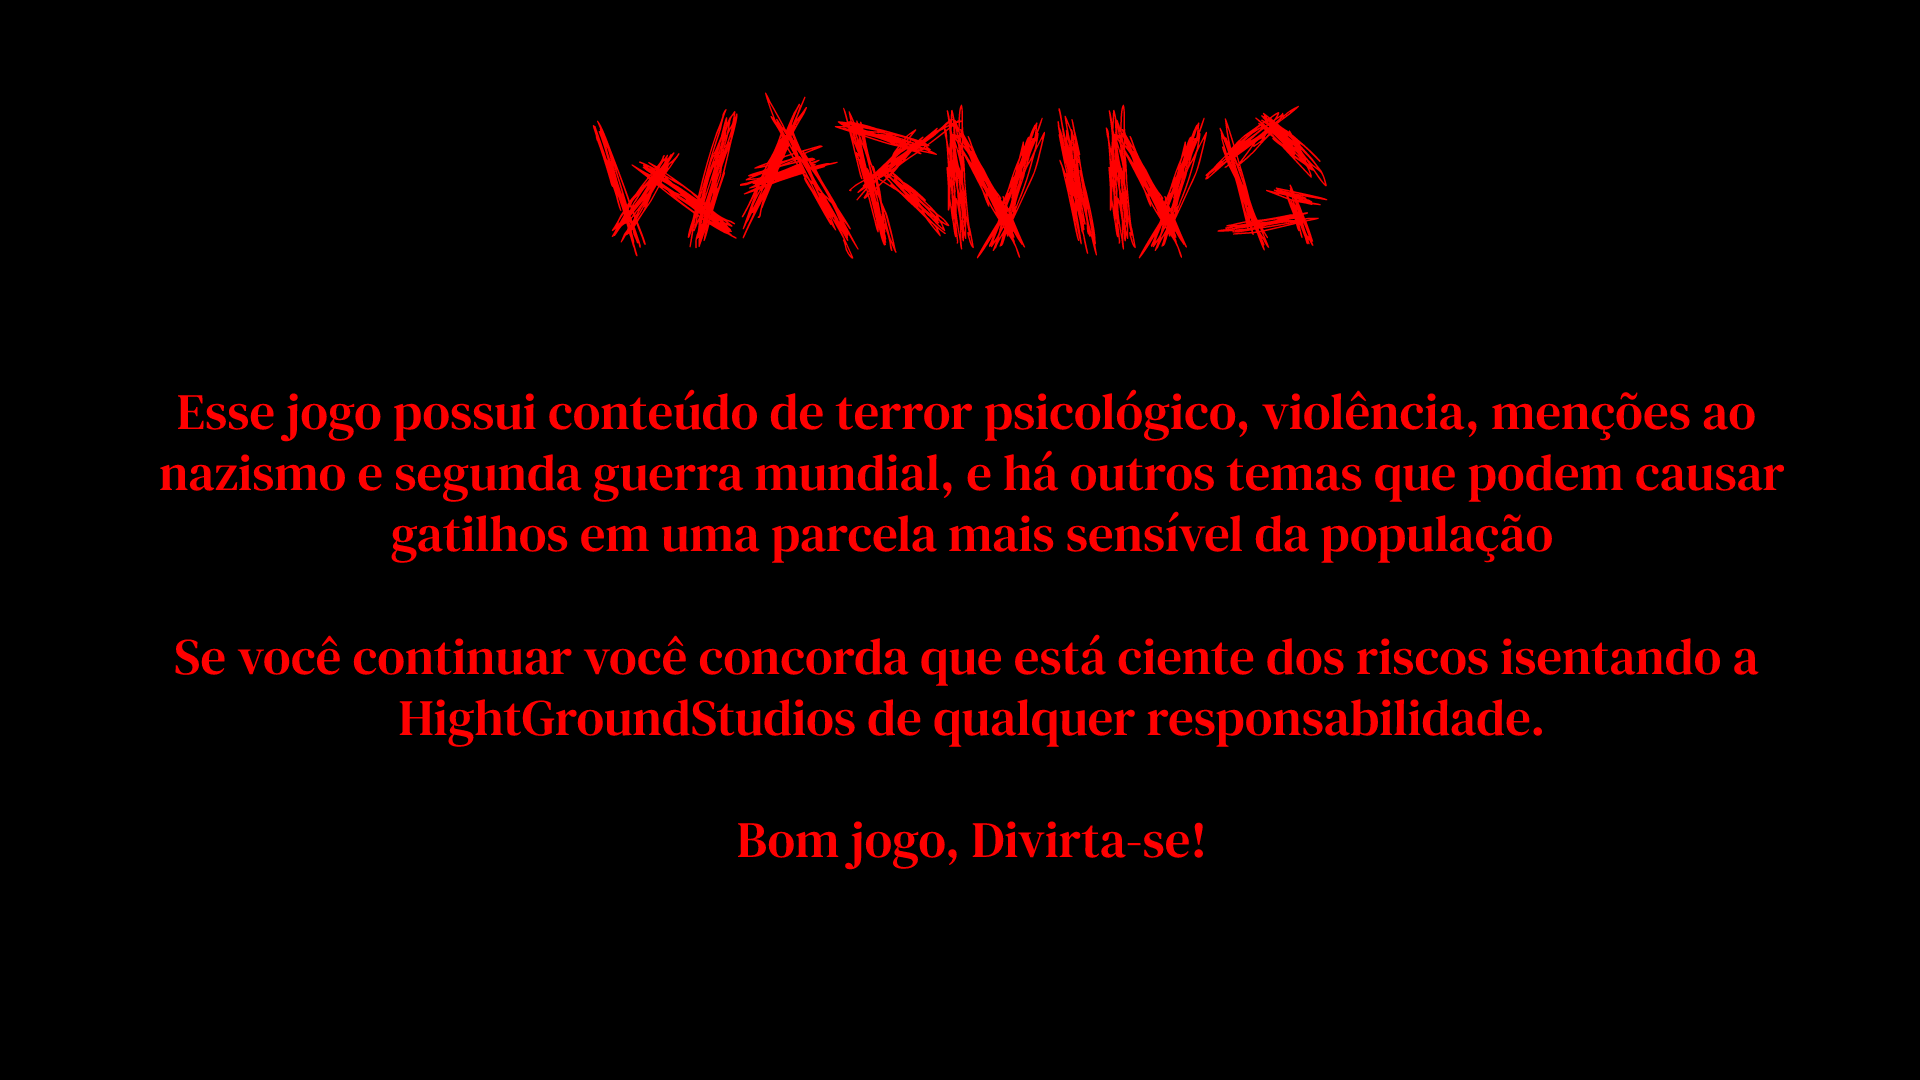 WARNING
Esse jogo possui conteúdo de terror psicológico, violência, menções ao
nazismo e segunda guerra mundial, e há outros temas que podem causar
gatilhos em uma parcela mais sensível da população
Se você continuar você concorda que está ciente dos riscos isentando a
HightGroundStudios de qualquer responsabilidade.
Bom jogo, Divirta-se!